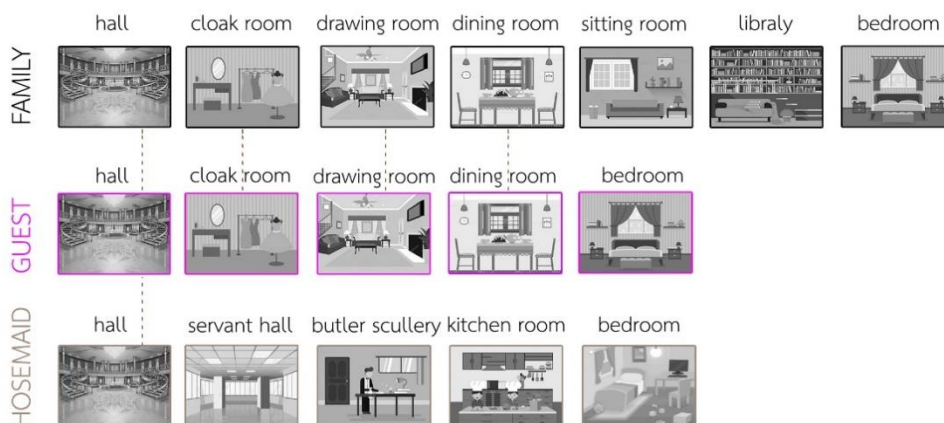 FAMILY
hall cloak room drawing room dining room sitting room libraly bedroom
GUEST
hall cloak room drawing room dining room bedroom
HOSEMAID
hall servant hall butler scullery kitchen room bedroom